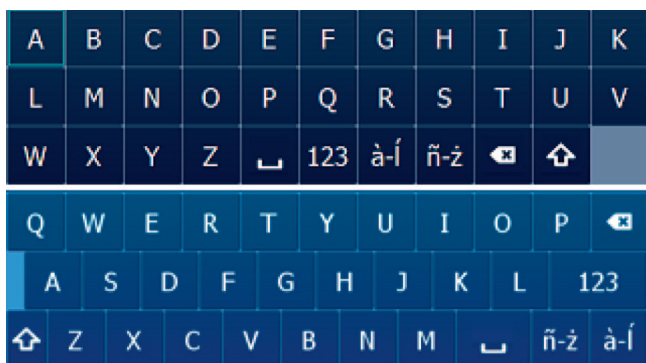 A B C D E F G H I J K
L M N O P Q R S T U V
W X Y Z 123 à-Í ñ-ż
Q W E R T Y U I O P
A S D F G H J K L 123
Z X C V B N M ñ-ż à-Í